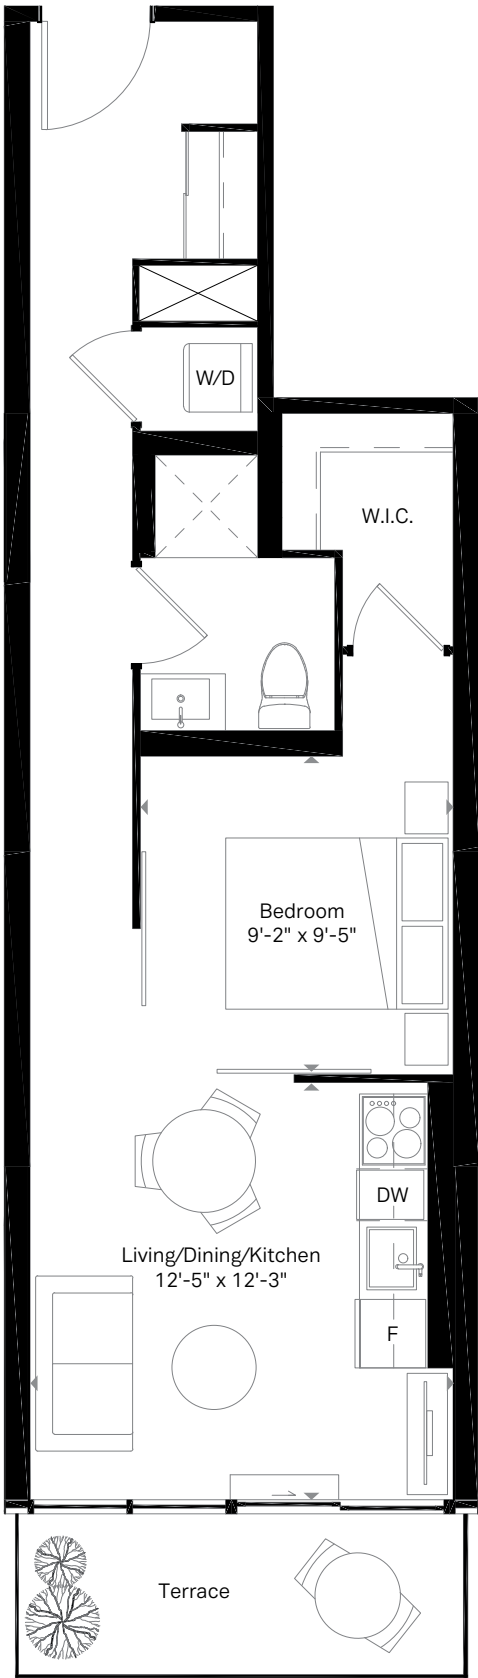 W/D
W.I.C.
Bedroom
9'-2" x 9'-5"
DW
Living/Dining/Kitchen
12'-5" x 12'-3"
F
Terrace